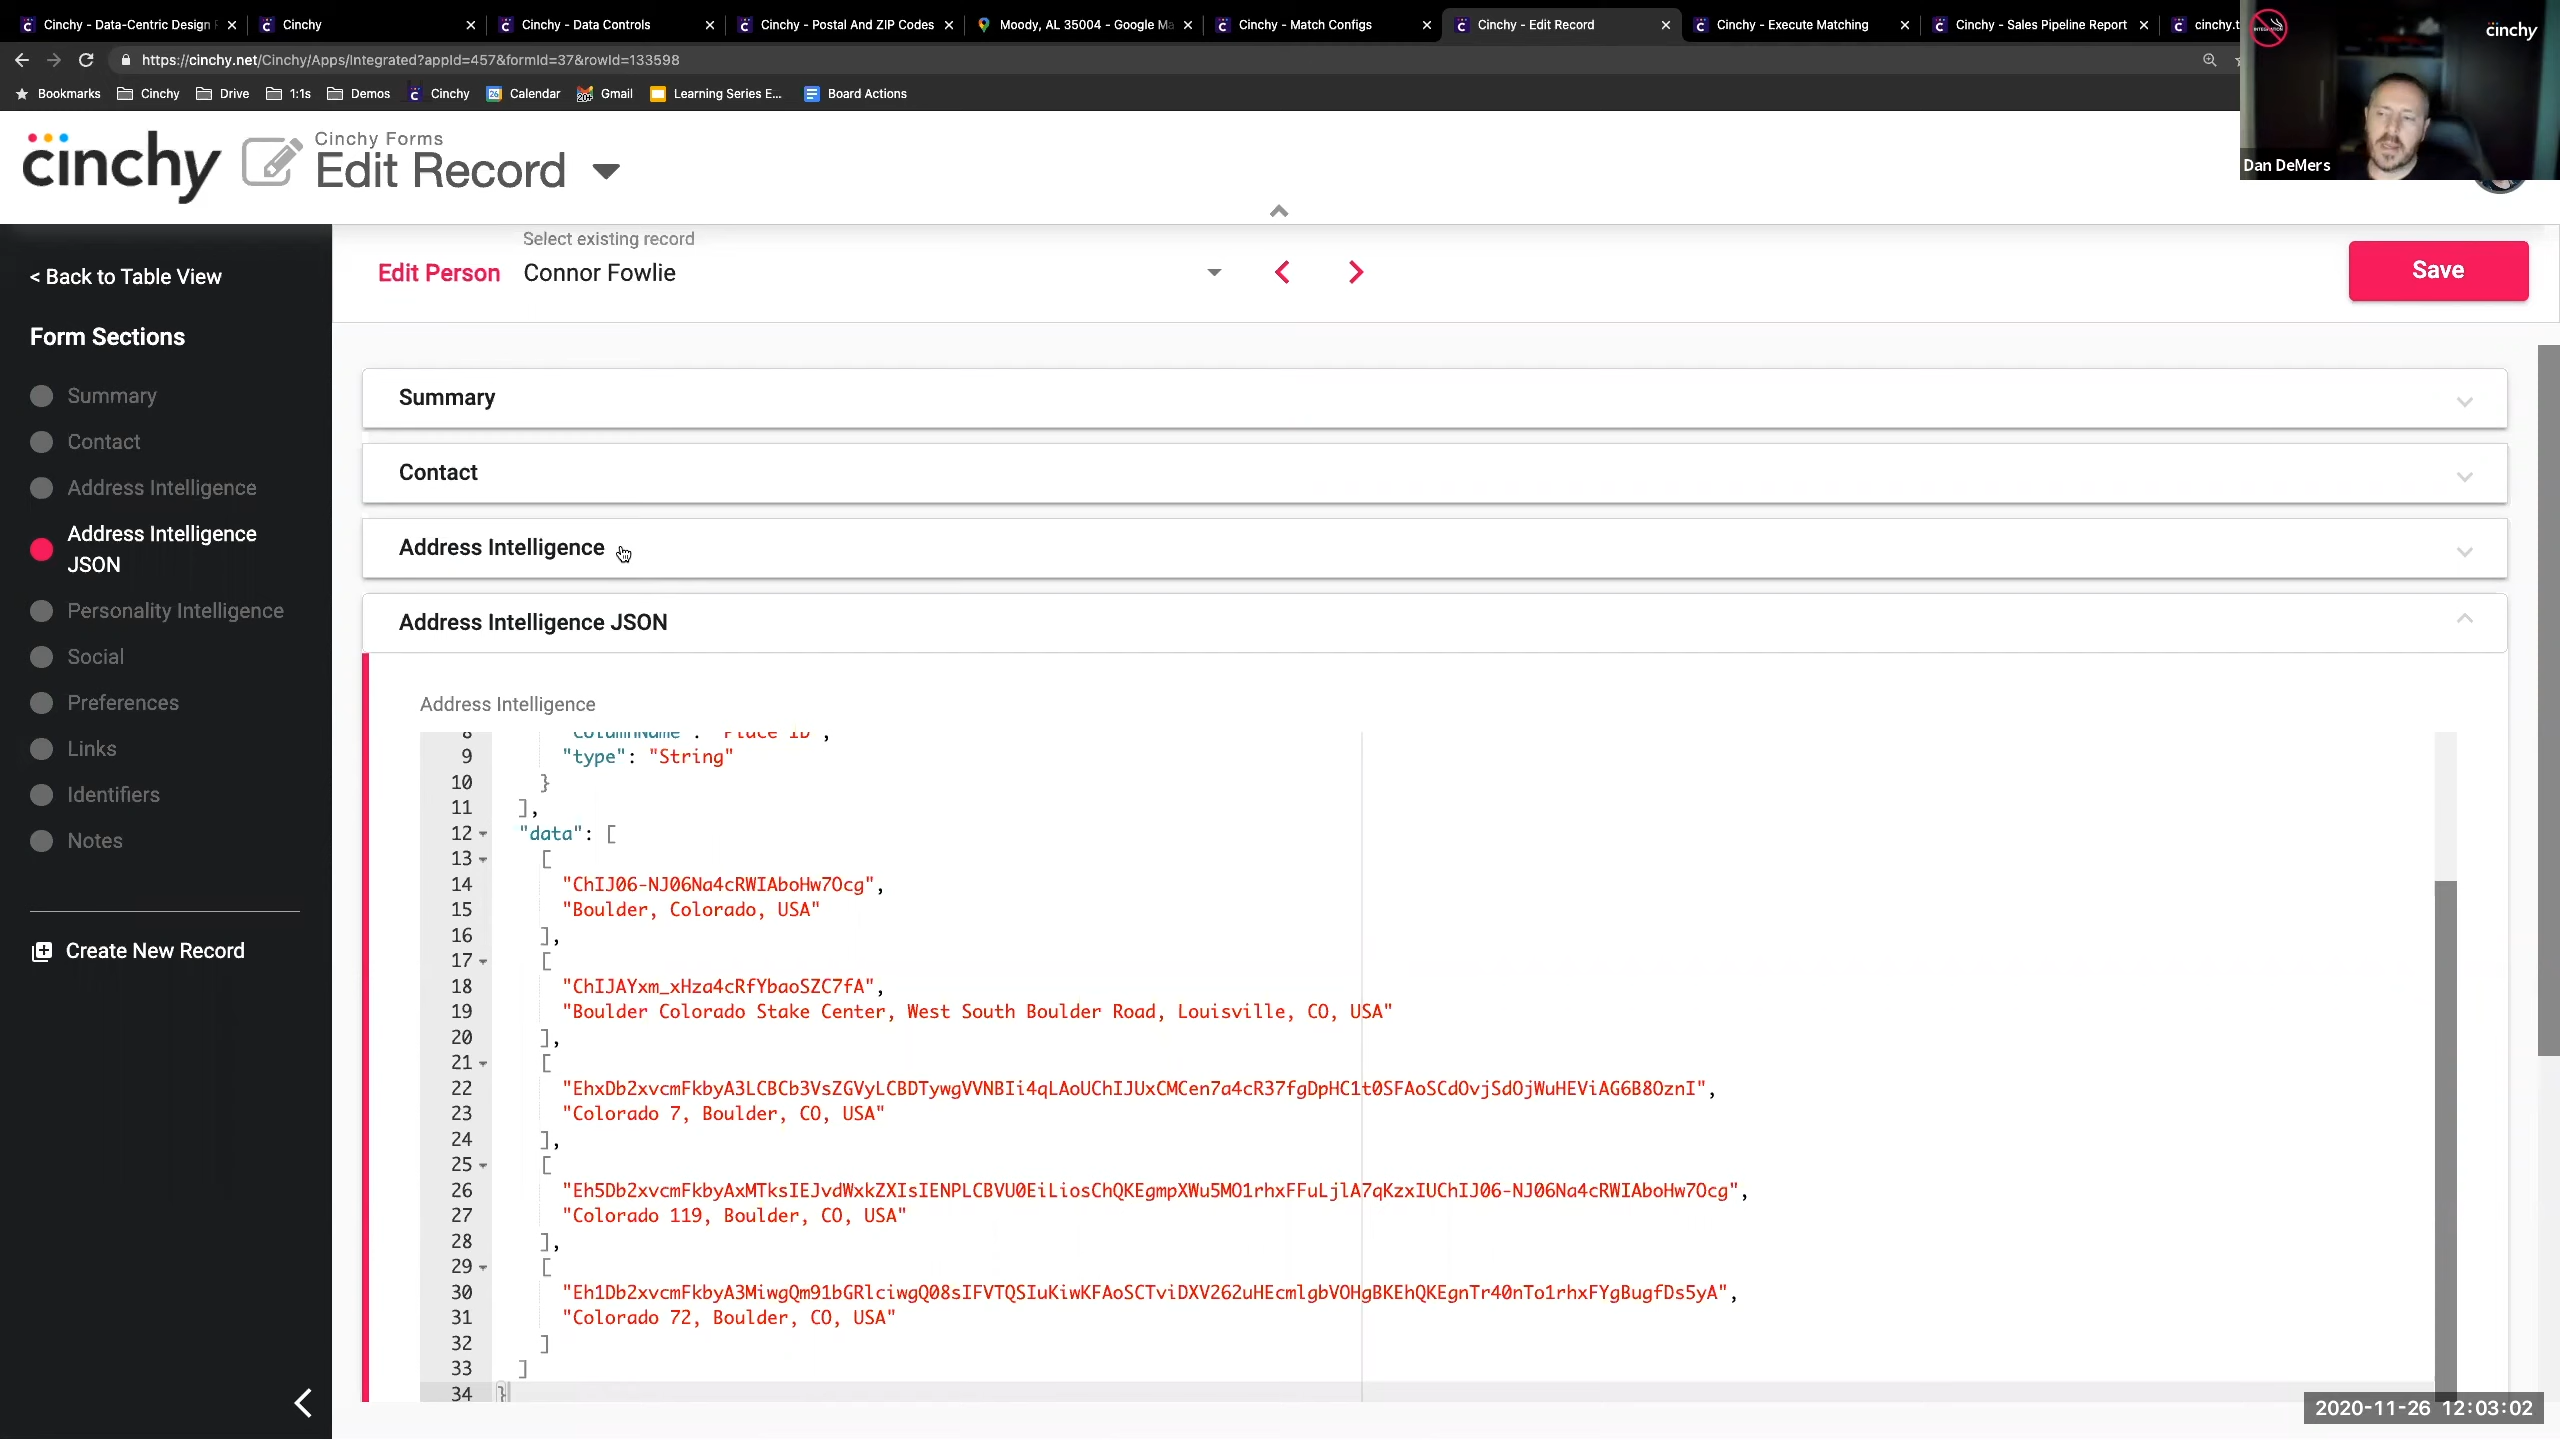 Cinchy - Data-Centric Design
Cinchy
Cinchy - Data Controls
Cinchy - Postal And ZIP Codes
Moody, AL 35004 - Google Ma
Cinchy - Match Configs
Cinchy - Edit Record
Cinchy - Execute Matching
Cinchy - Sales Pipeline Report
cinchy.t
https://cinchy.net/Cinchy/Apps/Integrated?appId=457&formId=37&rowId=133598
Bookmarks
Cinchy
Drive
1:1s
Demos
Cinchy
Calendar
Gmail
Learning Series E...
Board Actions
cinchy
Dan DeMers
cinchy
Cinchy Forms
Edit Record
< Back to Table View
Form Sections
Summary
Contact
Address Intelligence
Address Intelligence
JSON
Personality Intelligence
Social
Preferences
Links
Identifiers
Notes
Create New Record
Select existing record
Edit Person
Connor Fowlie
Save
Summary
Contact
Address Intelligence
Address Intelligence JSON
Address Intelligence
8 "columnName": "Place ID",
9 "type": "String"
10 }
11 ],
12 "data": [
13 [
14 "ChIJ06-NJ06Na4cRWIAboHw7Ocg",
15 "Boulder, Colorado, USA"
16 ],
17 [
18 "ChIJAYxm_xHza4cRfYbaoSZC7fA",
19 "Boulder Colorado Stake Center, West South Boulder Road, Louisville, CO, USA"
20 ],
21 [
22 "EhxDb2xvcmFkbyA3LCBCb3VsZGVyLCBDTywgVVNBIi4qLAoUChIJUxCMCen7a4cR37fgDpHC1t0SFAoSCdOvjSdOjWuHEViAG6B8OznI",
23 "Colorado 7, Boulder, CO, USA"
24 ],
25 [
26 "Eh5Db2xvcmFkbyAxMTksIEJvdWxkZXIsIENPLCBVU0EiLiosChQKEgmpXWu5MO1rhxFFuLjlA7qKzxIUChIJ06-NJ06Na4cRWIAboHw7Ocg",
27 "Colorado 119, Boulder, CO, USA"
28 ],
29 [
30 "Eh1Db2xvcmFkbyA3MiwgQm91bGRlciwgQ08sIFVTQSIuKiwKFAoSCTviDXV262uHEcmlgbVOHgBKEhQKEgnTr40nTo1rhxFYgBugfDs5yA",
31 "Colorado 72, Boulder, CO, USA"
32 ]
33 ]
34 }
2020-11-26 12:03:02